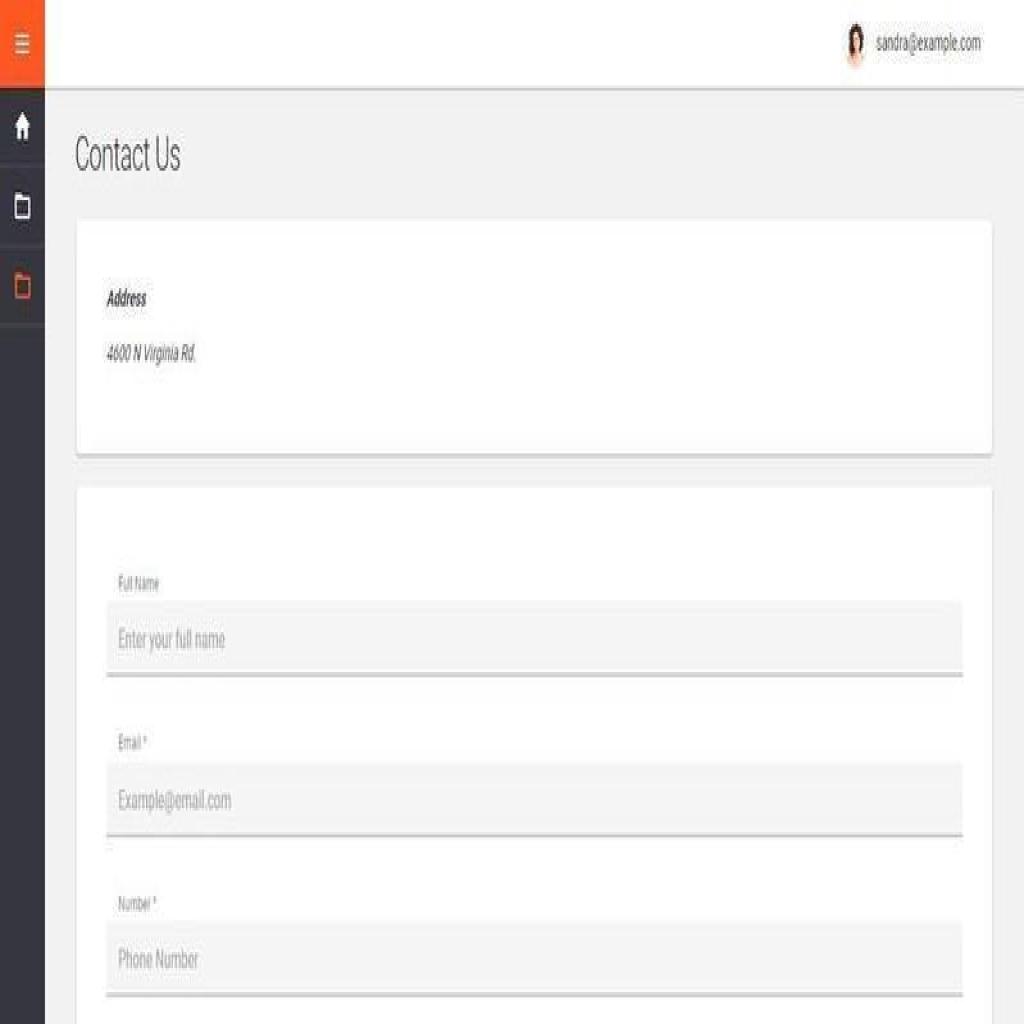 sandra@example.com
Contact Us
Address
4600 N Virginia Rd.
Full Name
Enter your full name
Email *
Example@email.com
Number *
Phone Number